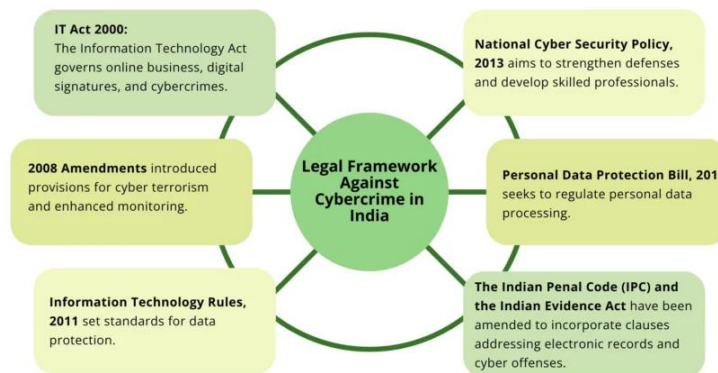 IT Act 2000:
The Information Technology Act
governs online business, digital
signatures, and cybercrimes.
2008 Amendments introduced
provisions for cyber terrorism
and enhanced monitoring.
Information Technology Rules,
2011 set standards for data
protection.
Legal Framework
Against
Cybercrime in
India
National Cyber Security Policy,
2013 aims to strengthen defenses
and develop skilled professionals.
Personal Data Protection Bill, 201
seeks to regulate personal data
processing.
The Indian Penal Code (IPC) and
the Indian Evidence Act have been
amended to incorporate clauses
addressing electronic records and
cyber offenses.